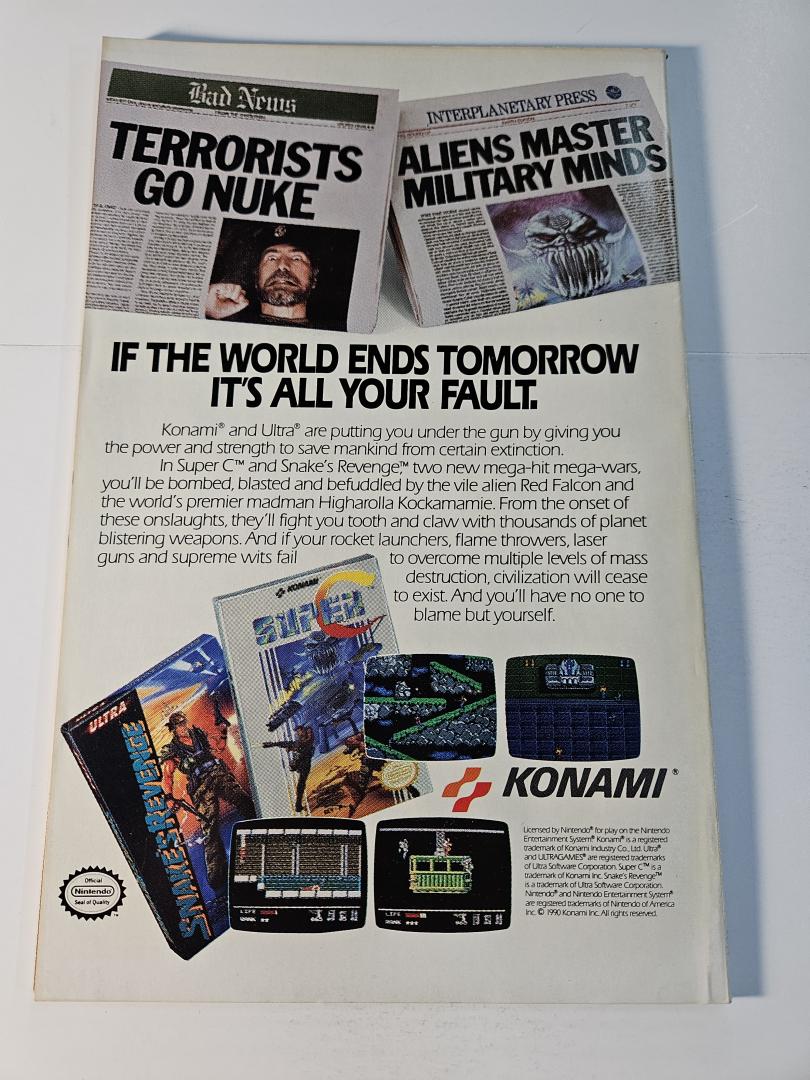 Bad News
TERRORISTS
GO NUKE
INTERPLANETARY PRESS
ALIENS MASTER
MILITARY MINDS
IF THE WORLD ENDS TOMORROW
IT'S ALL YOUR FAULT.
Konami® and Ultra® are putting you under the gun by giving you
the power and strength to save mankind from certain extinction.
In Super C™ and Snake's Revenge,™ two new mega-hit mega-wars,
you'll be bombed, blasted and befuddled by the vile alien Red Falcon and
the world's premier madman Higharolla Kockamamie. From the onset of
these onslaughts, they'll fight you tooth and claw with thousands of planet
blistering weapons. And if your rocket launchers, flame throwers, laser
guns and supreme wits fail to overcome multiple levels of mass
destruction, civilization will cease
to exist. And you'll have no one to
blame but yourself.
KONAMI
SUPER C
ULTRA
SNAKE'S REVENGE
KONAMI®
Licensed by Nintendo® for play on the Nintendo
Entertainment System® Konami® is a registered
trademark of Konami Industry Co., Ltd. Ultra®
and ULTRAGAMES® are registered trademarks
of Ultra Software Corporation. Super C™ is a
trademark of Konami Inc. Snake's Revenge™
is a trademark of Ultra Software Corporation.
Nintendo® and Nintendo Entertainment System®
are registered trademarks of Nintendo of America
Inc. © 1990 Konami Inc. All rights reserved.
Official
Nintendo®
Seal of Quality
™
LIFE
RANK
LIFE
RANK